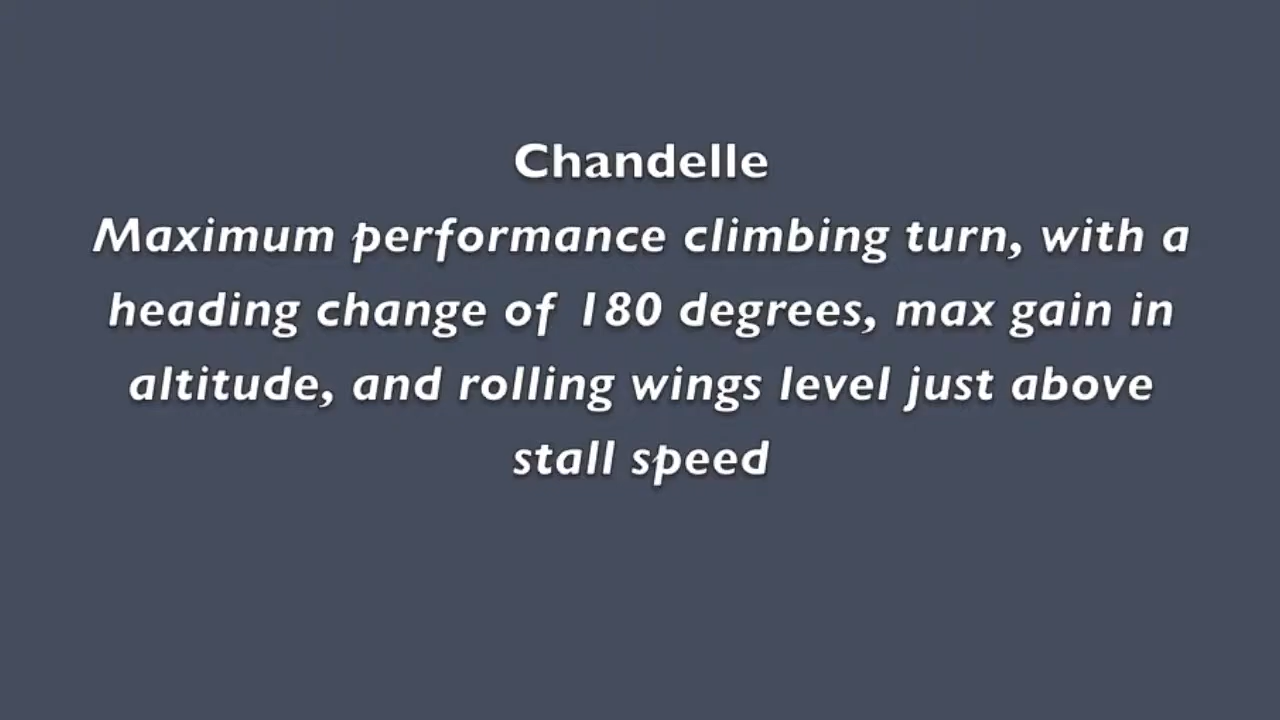 Chandelle
Maximum performance climbing turn, with a
heading change of 180 degrees, max gain in
altitude, and rolling wings level just above
stall speed